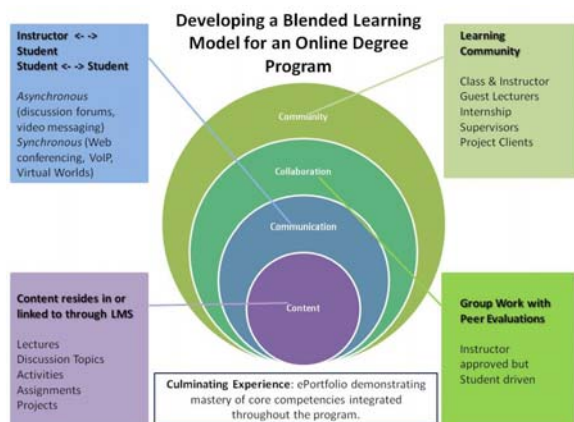 Developing a Blended Learning
Model for an Online Degree
Program
Instructor <- ->
Student
Student <- -> Student
Asynchronous
(discussion forums,
video messaging)
Synchronous (Web
conferencing, VoIP,
Virtual Worlds)
Learning
Community
Class & Instructor
Guest Lecturers
Internship
Supervisors
Project Clients
Community
Collaboration
Communication
Content
Content resides in or
linked to through LMS
Lectures
Discussion Topics
Activities
Assignments
Projects
Group Work with
Peer Evaluations
Instructor
approved but
Student driven
Culminating Experience: ePortfolio demonstrating
mastery of core competencies integrated
throughout the program.